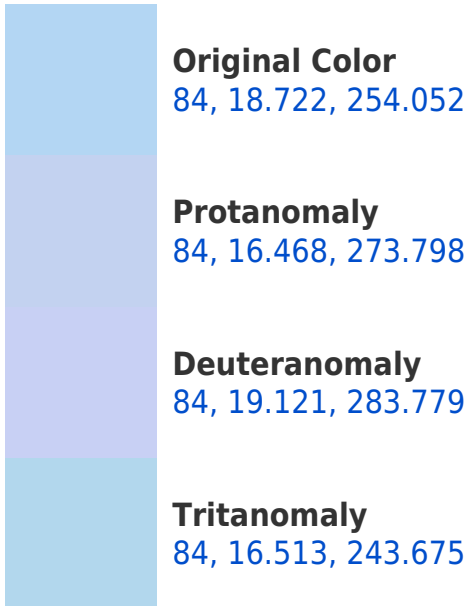 Original Color
84, 18.722, 254.052
Protanomaly
84, 16.468, 273.798
Deuteranomaly
84, 19.121, 283.779
Tritanomaly
84, 16.513, 243.675